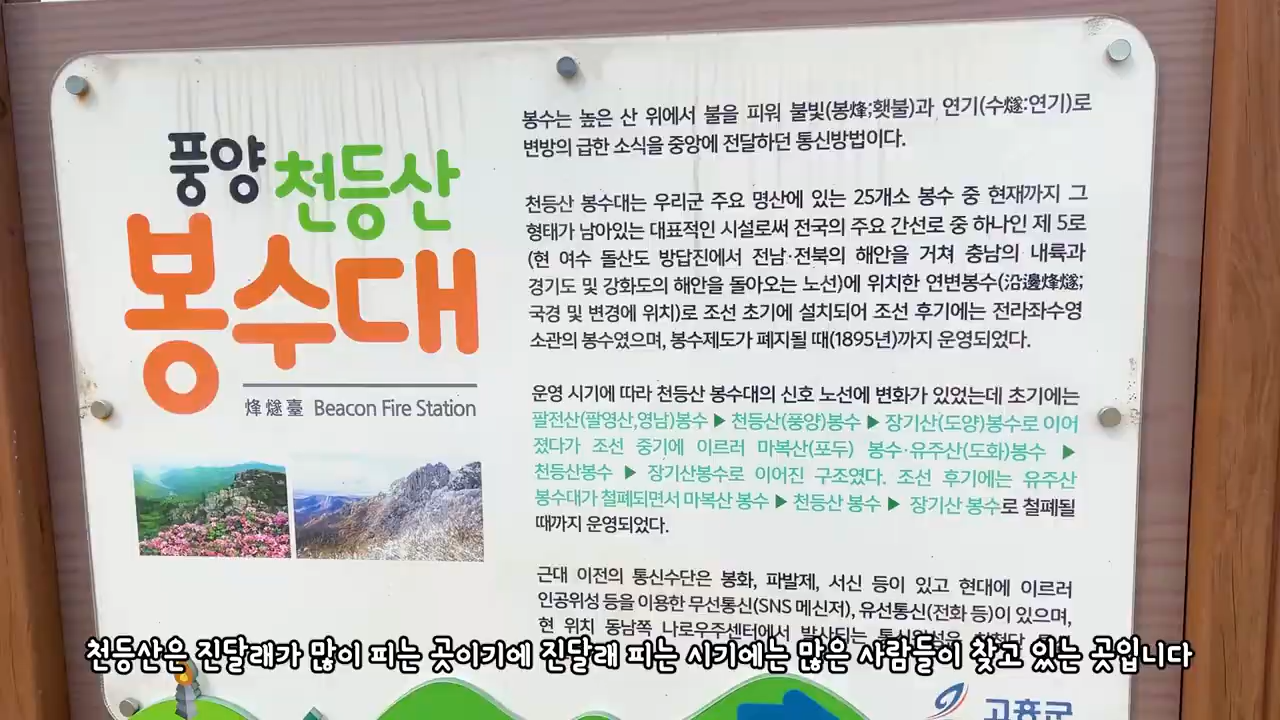 풍양 천등산
봉수대
烽燧臺 Beacon Fire Station
봉수는 높은 산 위에서 불을 피워 불빛(봉烽;횃불)과 연기(수燧:연기)로
변방의 급한 소식을 중앙에 전달하던 통신방법이다.
천등산 봉수대는 우리군 주요 명산에 있는 25개소 봉수 중 현재까지 그
형태가 남아있는 대표적인 시설로써 전국의 주요 간선로 중 하나인 제 5로
(현 여수 돌산도 방답진에서 전남·전북의 해안을 거쳐 충남의 내륙과
경기도 및 강화도의 해안을 돌아오는 노선)에 위치한 연변봉수(沿邊烽燧;
국경 및 변경에 위치)로 조선 초기에 설치되어 조선 후기에는 전라좌수영
소관의 봉수였으며, 봉수제도가 폐지될 때(1895년)까지 운영되었다.
운영 시기에 따라 천등산 봉수대의 신호 노선에 변화가 있었는데 초기에는
팔전산(팔영산,영남)봉수 ▶ 천등산(풍양)봉수 ▶ 장기산(도양)봉수로 이어
졌다가 조선 중기에 이르러 마복산(포두) 봉수·유주산(도화)봉수 ▶
천등산봉수 ▶ 장기산봉수로 이어진 구조였다. 조선 후기에는 유주산
봉수대가 철폐되면서 마복산 봉수 ▶ 천등산 봉수 ▶ 장기산 봉수로 철폐될
때까지 운영되었다.
근대 이전의 통신수단은 봉화, 파발제, 서신 등이 있고 현대에 이르러
인공위성 등을 이용한 무선통신(SNS 메신저), 유선통신(전화 등)이 있으며,
현 위치 동남쪽 나로우주센터에서 발사되는 통신위성은
천등산은 진달래가 많이 피는 곳이기에 진달래 피는 시기에는 많은 사람들이 찾고 있는 곳입니다
고흥군